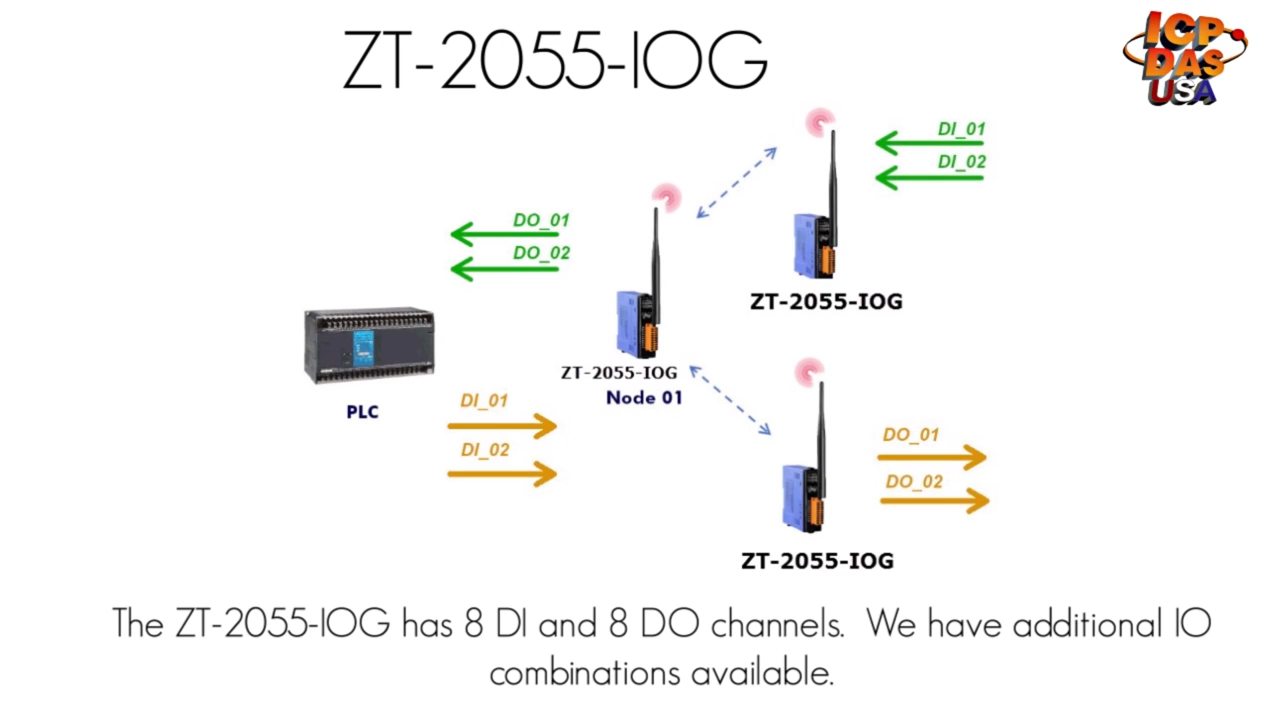 ZT-2055-IOG
ICP
DAS
USA
DI_01
DI_02
DO_01
DO_02
ZT-2055-IOG
ZT-2055-IOG
Node 01
PLC
DI_01
DI_02
DO_01
DO_02
ZT-2055-IOG
The ZT-2055-IOG has 8 DI and 8 DO channels. We have additional IO
combinations available.